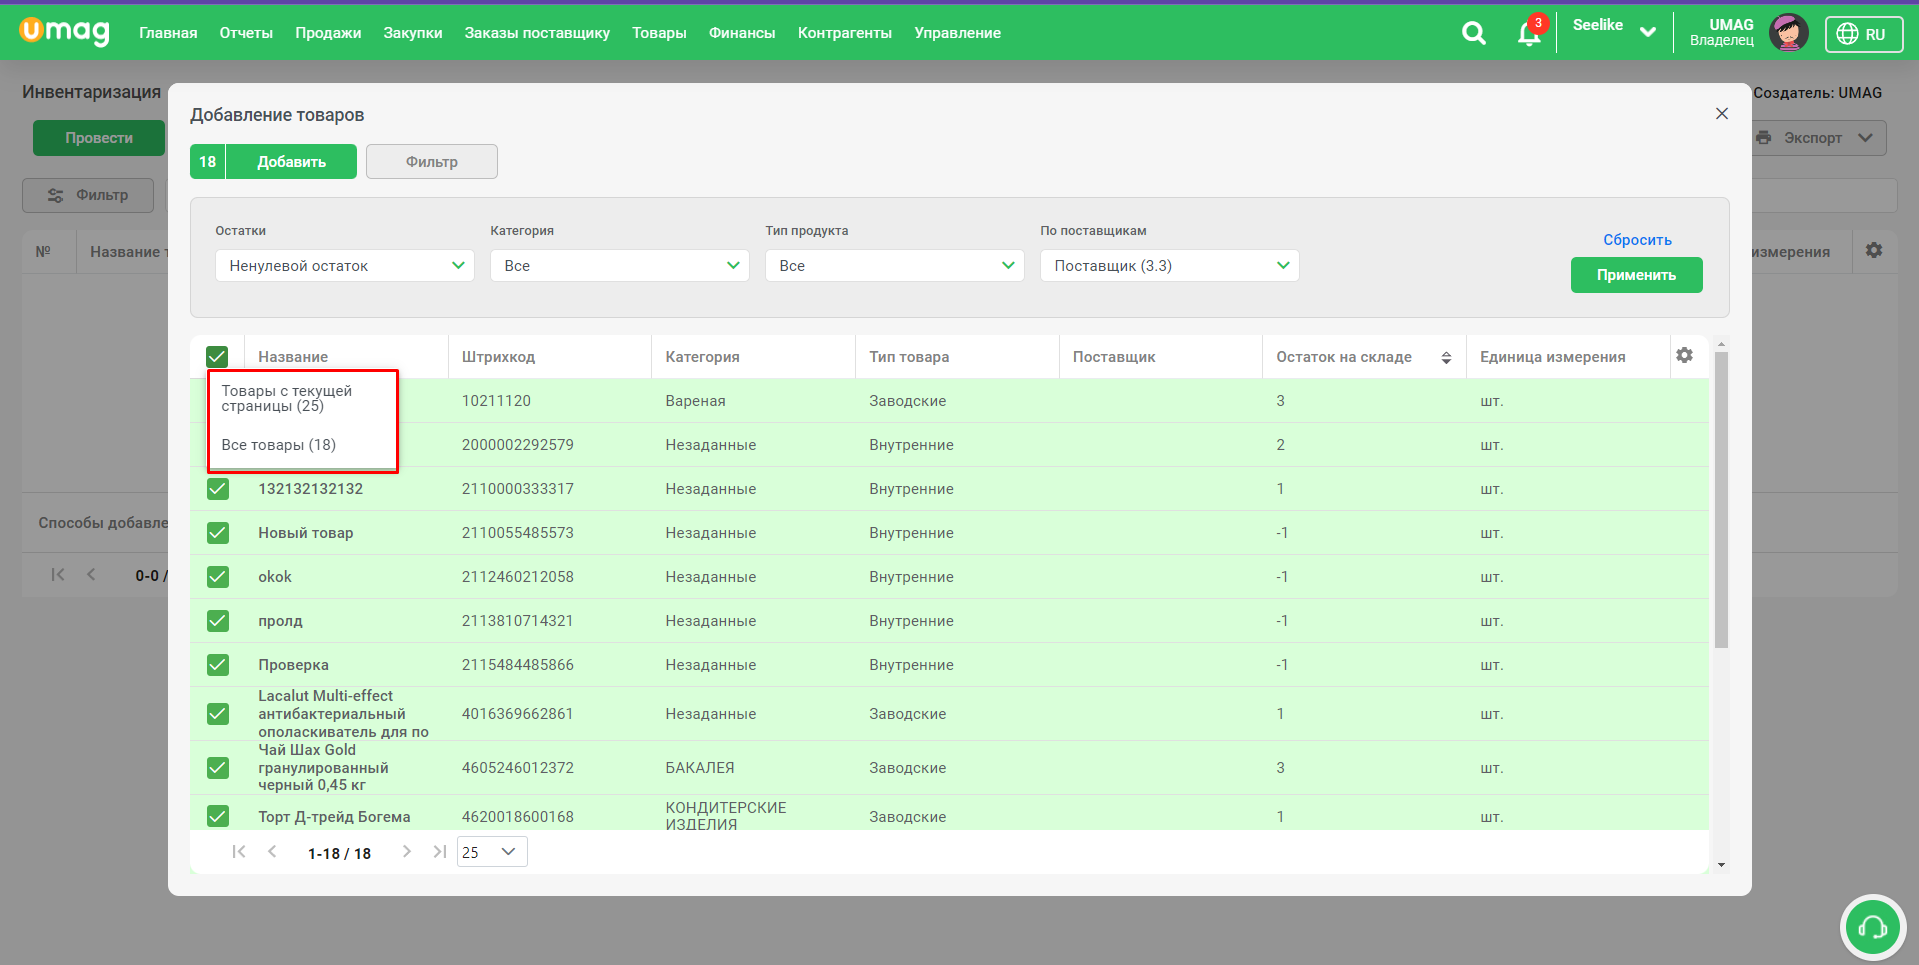 umag
Главная Отчеты Продажи Закупки Заказы поставщику Товары Финансы Контрагенты Управление
3
Seelike
UMAG
Владелец
RU
Инвентаризация
Создатель: UMAG
Провести
Экспорт
Фильтр
№ Название т
измерения
Способы добавле
0-0 /
Добавление товаров
18 Добавить Фильтр
Остатки Категория Тип продукта По поставщикам
Ненулевой остаток Все Все Поставщик (3.3)
Сбросить
Применить
Название Штрихкод Категория Тип товара Поставщик Остаток на складе Единица измерения
Товары с текущей
страницы (25)
Все товары (18)
10211120 Вареная Заводские 3 шт.
2000002292579 Незаданные Внутренние 2 шт.
132132132132 2110000333317 Незаданные Внутренние 1 шт.
Новый товар 2110055485573 Незаданные Внутренние -1 шт.
okok 2112460212058 Незаданные Внутренние -1 шт.
пролд 2113810714321 Незаданные Внутренние -1 шт.
Проверка 2115484485866 Незаданные Внутренние -1 шт.
Lacalut Multi-effect
антибактериальный
ополаскиватель для по
4016369662861 Незаданные Заводские 1 шт.
Чай Шах Gold
гранулированный
черный 0,45 кг
4605246012372 БАКАЛЕЯ Заводские 3 шт.
Торт Д-трейд Богема 4620018600168
КОНДИТЕРСКИЕ
ИЗДЕЛИЯ
Заводские 1 шт.
1-18 / 18
25